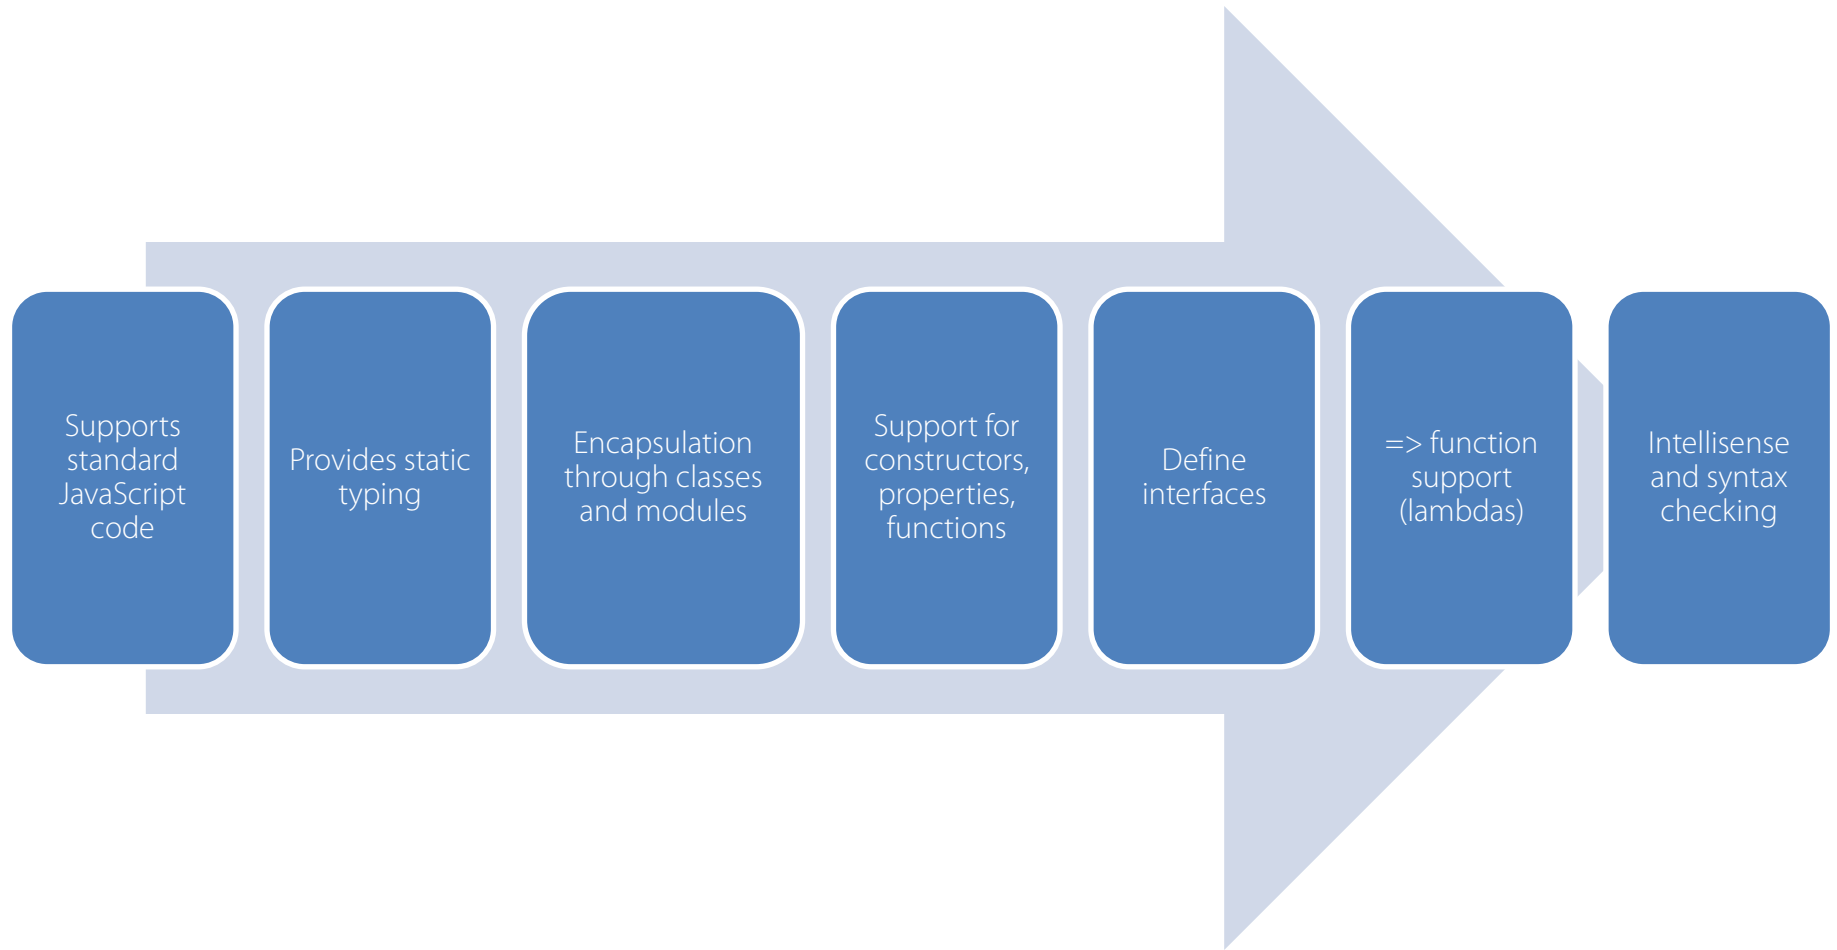 Supports
standard
JavaScript
code
Provides static
typing
Encapsulation
through classes
and modules
Support for
constructors,
properties,
functions
Define
interfaces
=> function
support
(lambdas)
Intellisense
and syntax
checking